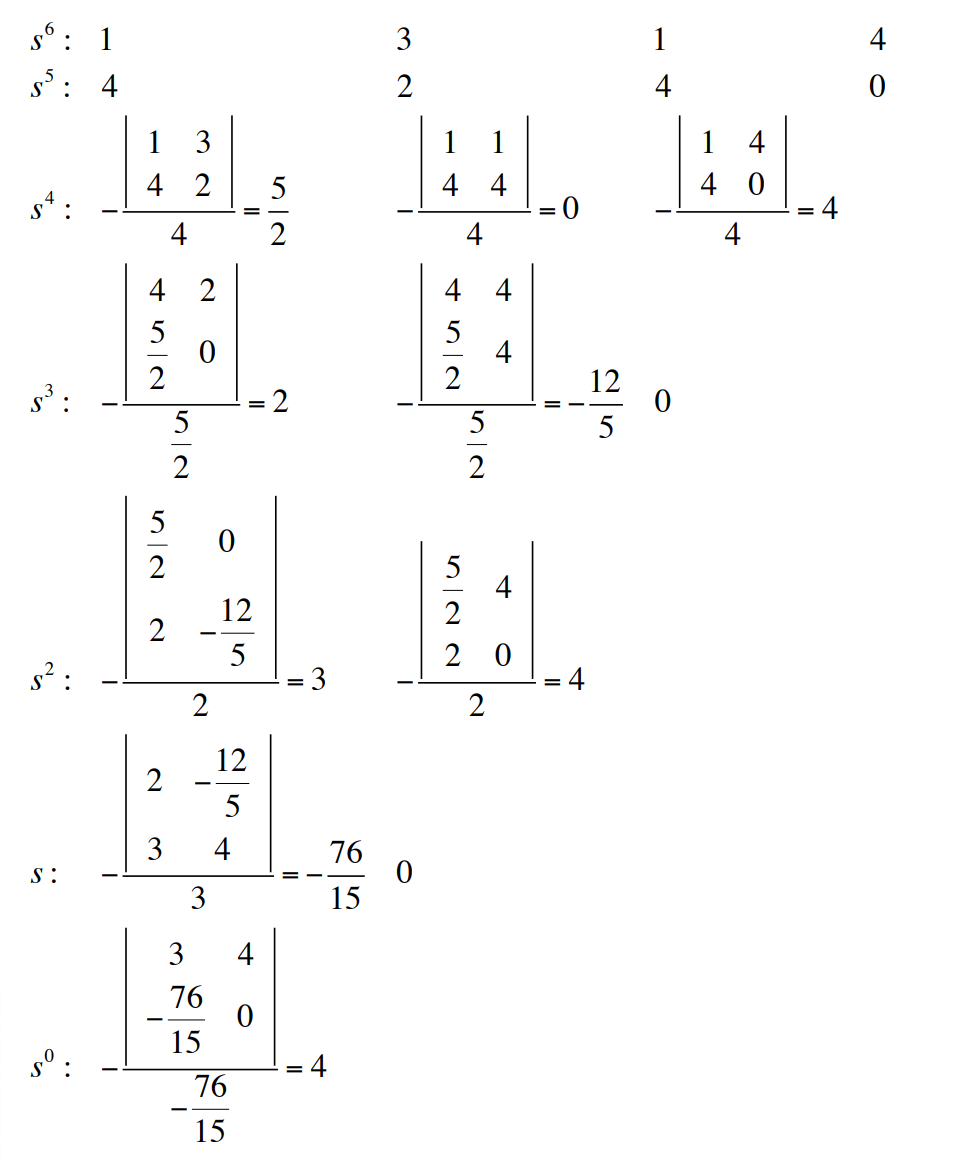 s^6 : 1 3 1 4
s^5 : 4 2 4 0
s^4 : -\frac{\begin{vmatrix} 1 & 3 \\ 4 & 2 \end{vmatrix}}{4} = \frac{5}{2} -\frac{\begin{vmatrix} 1 & 1 \\ 4 & 4 \end{vmatrix}}{4} = 0 -\frac{\begin{vmatrix} 1 & 4 \\ 4 & 0 \end{vmatrix}}{4} = 4
s^3 : -\frac{\begin{vmatrix} 4 & 2 \\ \frac{5}{2} & 0 \end{vmatrix}}{\frac{5}{2}} = 2 -\frac{\begin{vmatrix} 4 & 4 \\ \frac{5}{2} & 4 \end{vmatrix}}{\frac{5}{2}} = -\frac{12}{5} 0
s^2 : -\frac{\begin{vmatrix} \frac{5}{2} & 0 \\ 2 & -\frac{12}{5} \end{vmatrix}}{2} = 3 -\frac{\begin{vmatrix} \frac{5}{2} & 4 \\ 2 & 0 \end{vmatrix}}{2} = 4
s : -\frac{\begin{vmatrix} 2 & -\frac{12}{5} \\ 3 & 4 \end{vmatrix}}{3} = -\frac{76}{15} 0
s^0 : -\frac{\begin{vmatrix} 3 & 4 \\ -\frac{76}{15} & 0 \end{vmatrix}}{-\frac{76}{15}} = 4